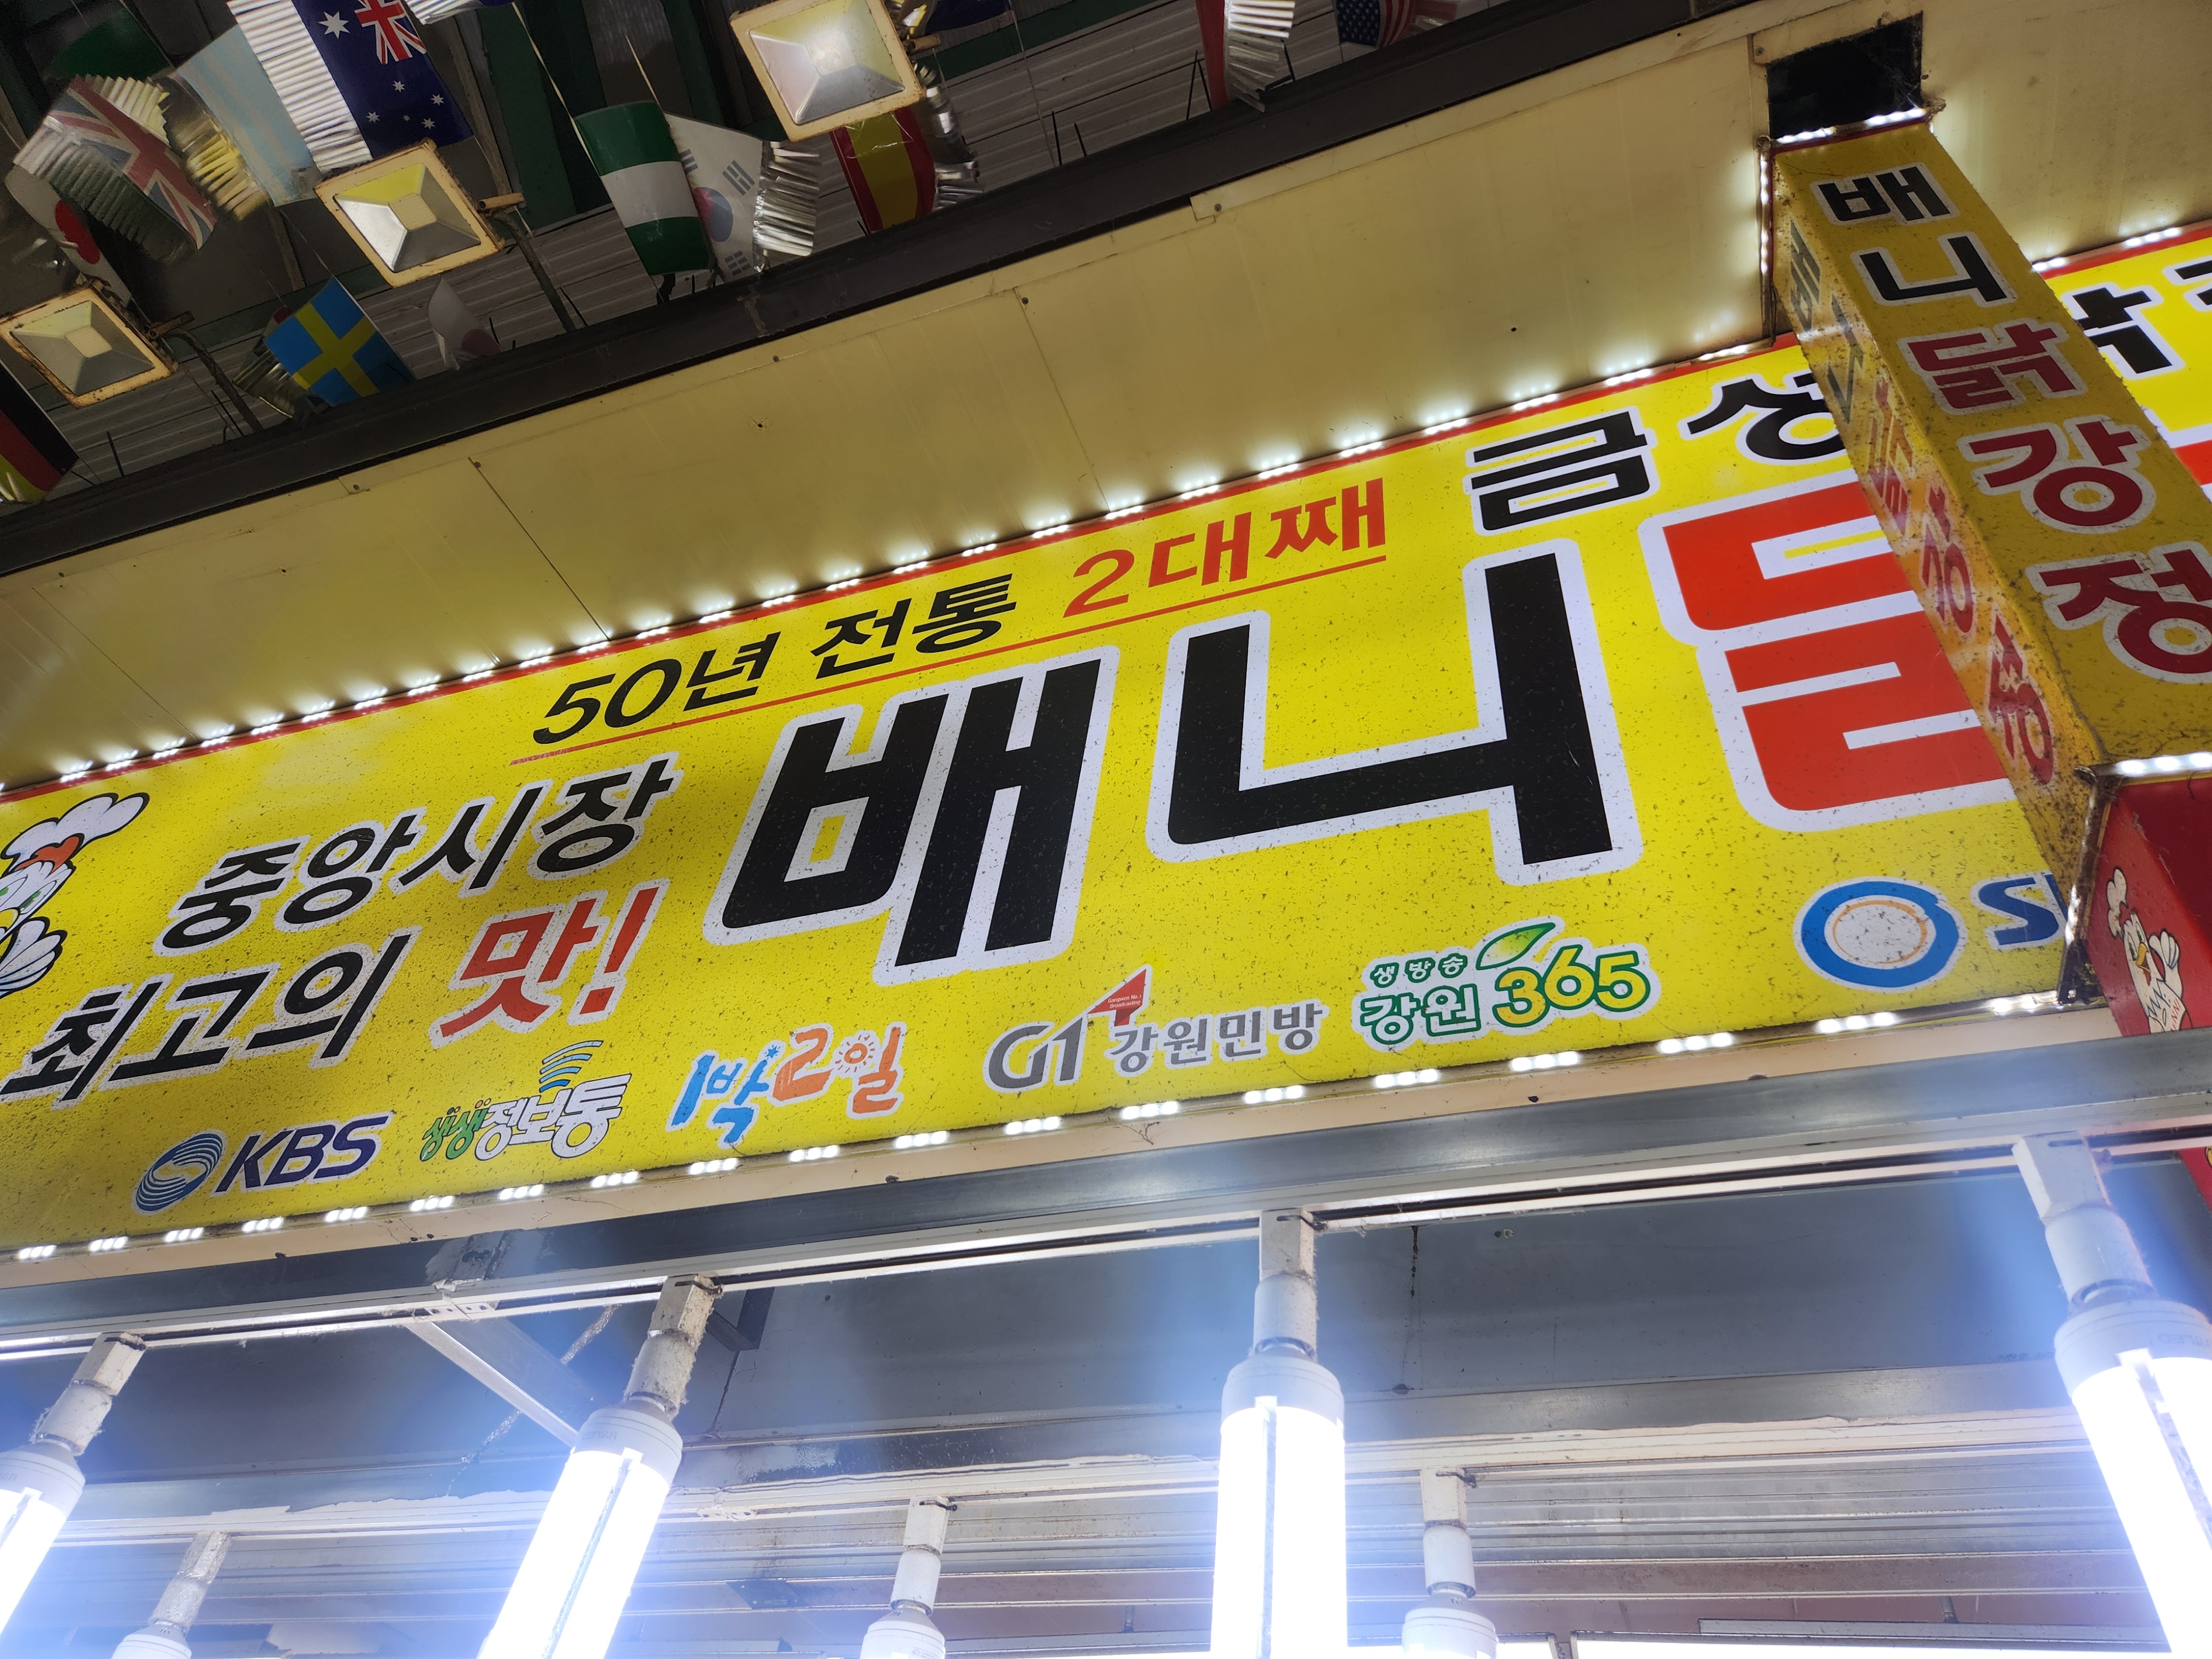 50년 전통 2대째
금성
중앙시장
최고의 맛!
배니
KBS
생생정보통
1박2일
G1 강원민방
생방송
강원 365
배니닭강정